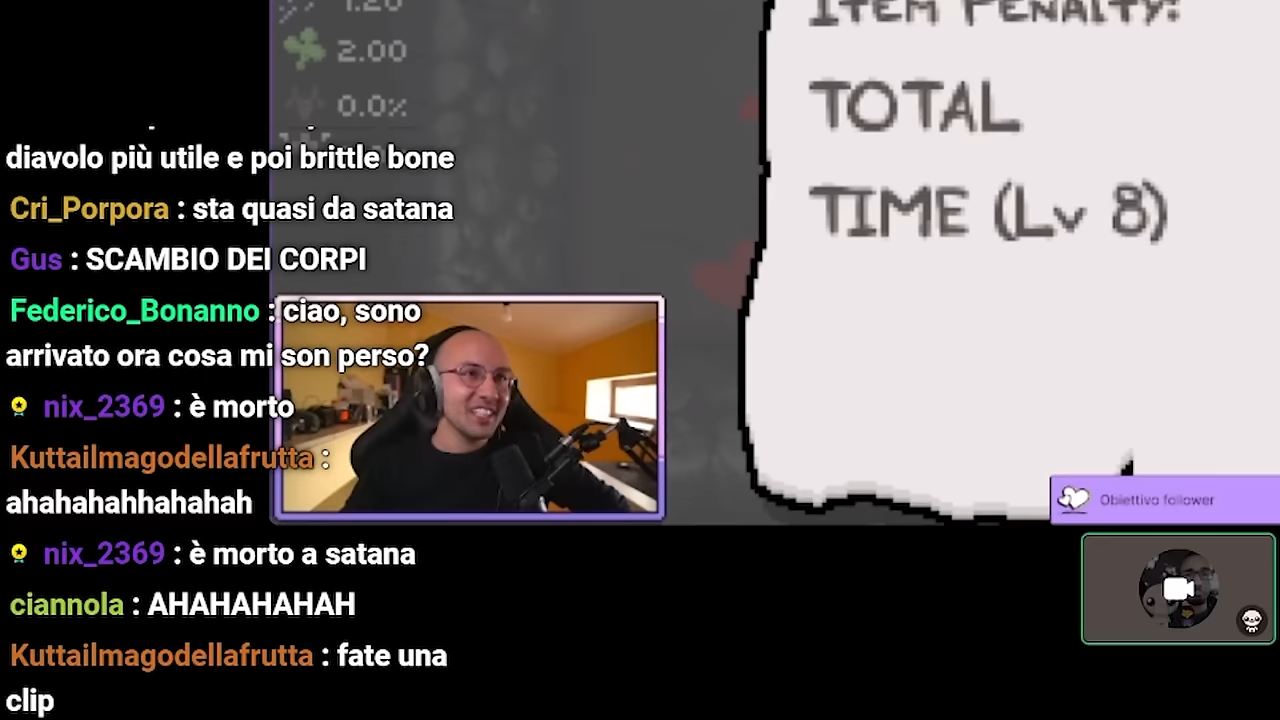 1.20
2.00
0.0%
ITEM PENALTY:
TOTAL
TIME (Lv 8)
diavolo più utile e poi brittle bone
Cri_Porpora : sta quasi da satana
Gus : SCAMBIO DEI CORPI
Federico_Bonanno : ciao, sono
arrivato ora cosa mi son perso?
nix_2369 : è morto
Kuttailmagodellafrutta :
ahahahahhahahah
nix_2369 : è morto a satana
ciannola : AHAHAHAHAH
Kuttailmagodellafrutta : fate una
clip
Obiettivo follower